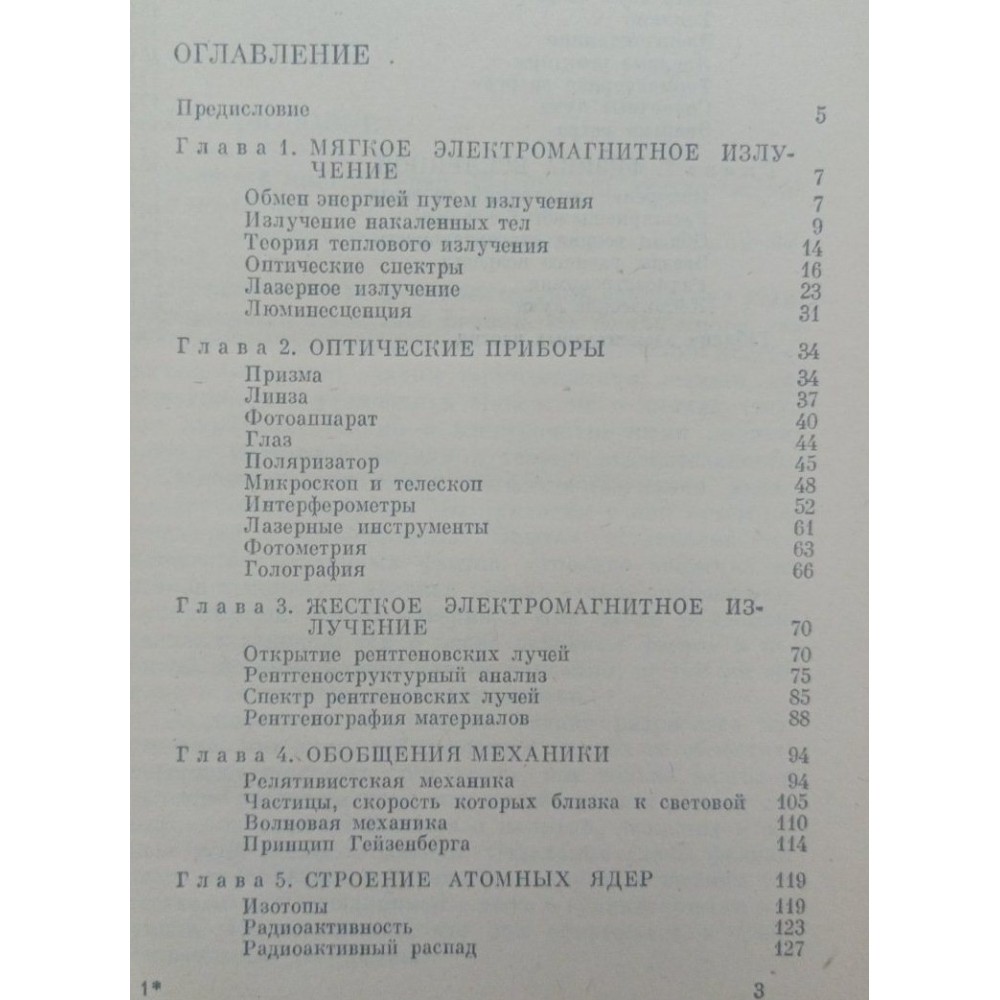 ОГЛАВЛЕНИЕ
Предисловие 5
Глава 1. МЯГКОЕ ЭЛЕКТРОМАГНИТНОЕ ИЗЛУ-
ЧЕНИЕ 7
Обмен энергией путем излучения 7
Излучение накаленных тел 9
Теория теплового излучения 14
Оптические спектры 16
Лазерное излучение 23
Люминесценция 31
Глава 2. ОПТИЧЕСКИЕ ПРИБОРЫ 34
Призма 34
Линза 37
Фотоаппарат 40
Глаз 44
Поляризатор 45
Микроскоп и телескоп 48
Интерферометры 52
Лазерные инструменты 61
Фотометрия 63
Голография 66
Глава 3. ЖЕСТКОЕ ЭЛЕКТРОМАГНИТНОЕ ИЗ-
ЛУЧЕНИЕ 70
Открытие рентгеновских лучей 70
Рентгеноструктурный анализ 75
Спектр рентгеновских лучей 85
Рентгенография материалов 88
Глава 4. ОБОБЩЕНИЯ МЕХАНИКИ 94
Релятивистская механика 94
Частицы, скорость которых близка к световой 105
Волновая механика 110
Принцип Гейзенберга 114
Глава 5. СТРОЕНИЕ АТОМНЫХ ЯДЕР 119
Изотопы 119
Радиоактивность 123
Радиоактивный распад 127
1* 3